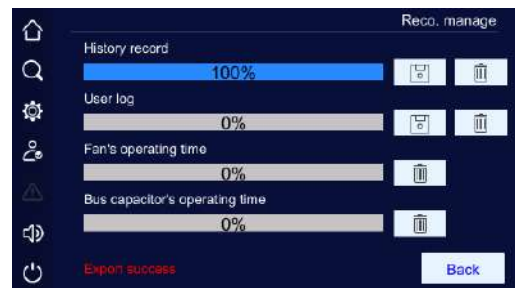 Reco. manage
History record
100%
User log
0%
Fan's operating time
0%
Bus capacitor's operating time
0%
Export success
Back